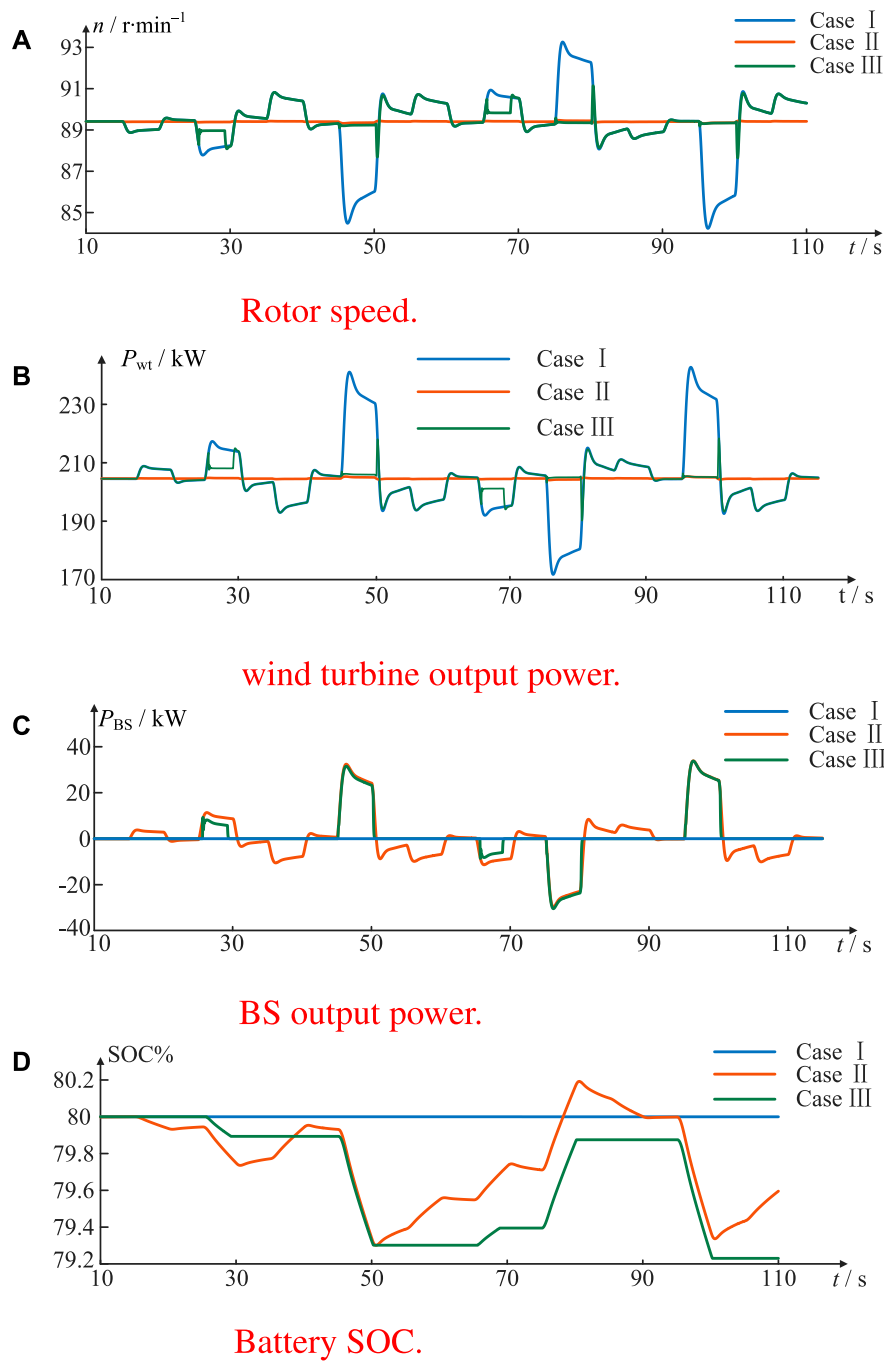 A
n / r·min⁻¹
Case Ⅰ
Case Ⅱ
Case Ⅲ
93
91
89
87
85
10 30 50 70 90 110 t / s
Rotor speed.
B
P_wt / kW
Case Ⅰ
Case Ⅱ
Case Ⅲ
230
210
190
170
10 30 50 70 90 110 t / s
wind turbine output power.
C
P_BS / kW
Case Ⅰ
Case Ⅱ
Case Ⅲ
40
20
0
-20
-40
10 30 50 70 90 110 t / s
BS output power.
D
SOC%
Case Ⅰ
Case Ⅱ
Case Ⅲ
80.2
80
79.8
79.6
79.4
79.2
10 30 50 70 90 110 t / s
Battery SOC.